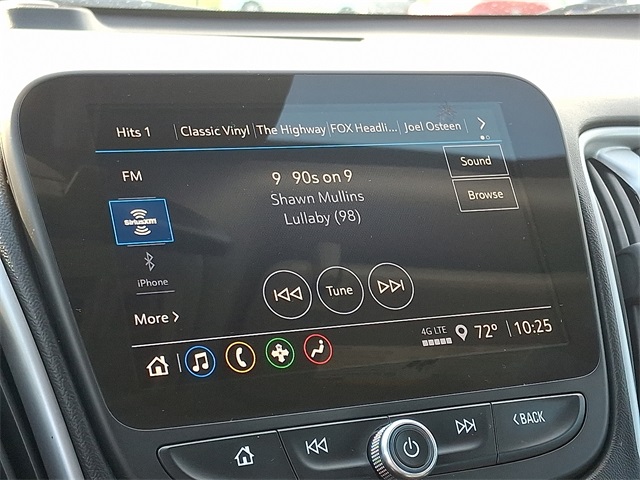 Hits 1 Classic Vinyl The Highway FOX Headli... Joel Osteen
FM
Sound
9 90s on 9
Shawn Mullins
Browse
siriusxm
Lullaby (98)
iPhone
Tune
More
4G LTE 72° 10:25
BACK